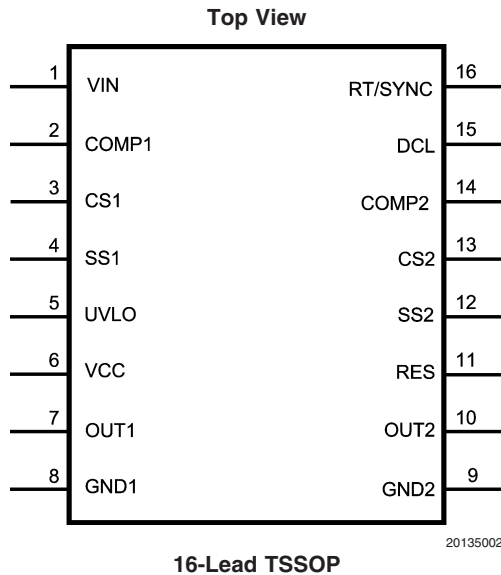 Top View
1 VIN RT/SYNC 16
2 COMP1 DCL 15
3 CS1 COMP2 14
4 SS1 CS2 13
5 UVLO SS2 12
6 VCC RES 11
7 OUT1 OUT2 10
8 GND1 GND2 9
20135002
16-Lead TSSOP